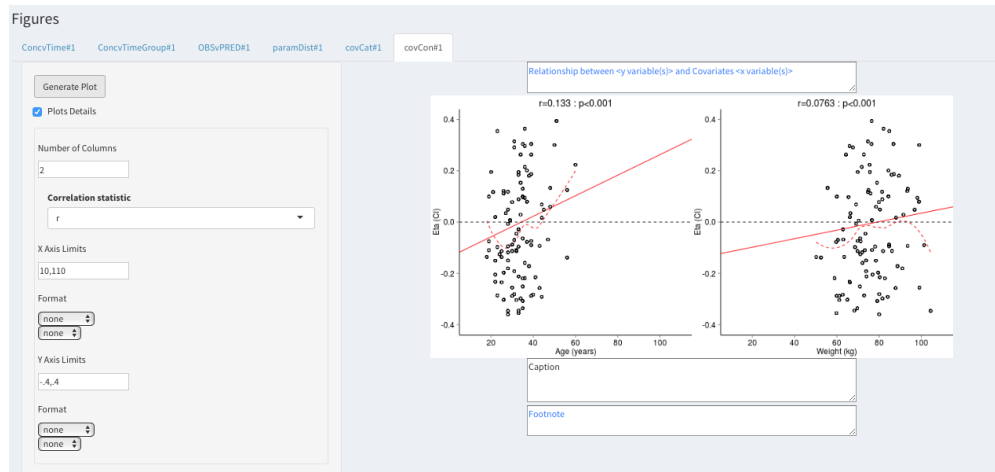 Figures
ConcvTime#1 ConcvTimeGroup#1 OBSvPRED#1 paramDist#1 covCat#1 covCon#1
Generate Plot
Plots Details
Number of Columns
2
Correlation statistic
r
X Axis Limits
10,110
Format
none
none
Y Axis Limits
-.4,.4
Format
none
none
Relationship between <y variable(s)> and Covariates <x variable(s)>
r=0.133 : p<0.001
0.4
0.2
0.0
-0.2
-0.4
Eta (Cl)
20 40 60 80 100
Age (years)
r=0.0763 : p<0.001
0.4
0.2
0.0
-0.2
-0.4
Eta (Cl)
20 40 60 80 100
Weight (kg)
Caption
Footnote